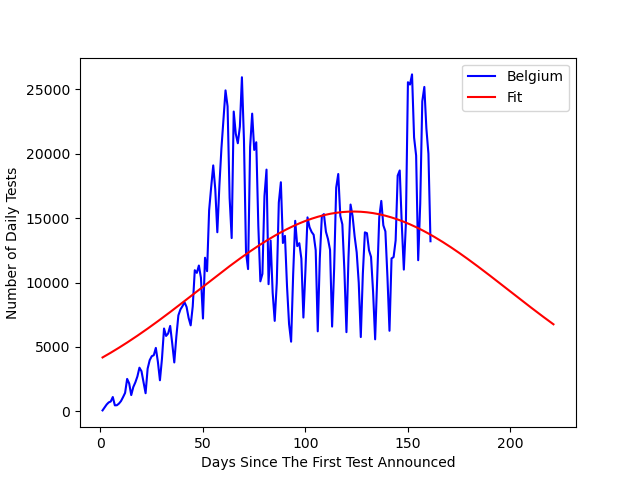 Belgium
Fit
25000
20000
15000
10000
5000
0
Number of Daily Tests
0 50 100 150 200
Days Since The First Test Announced